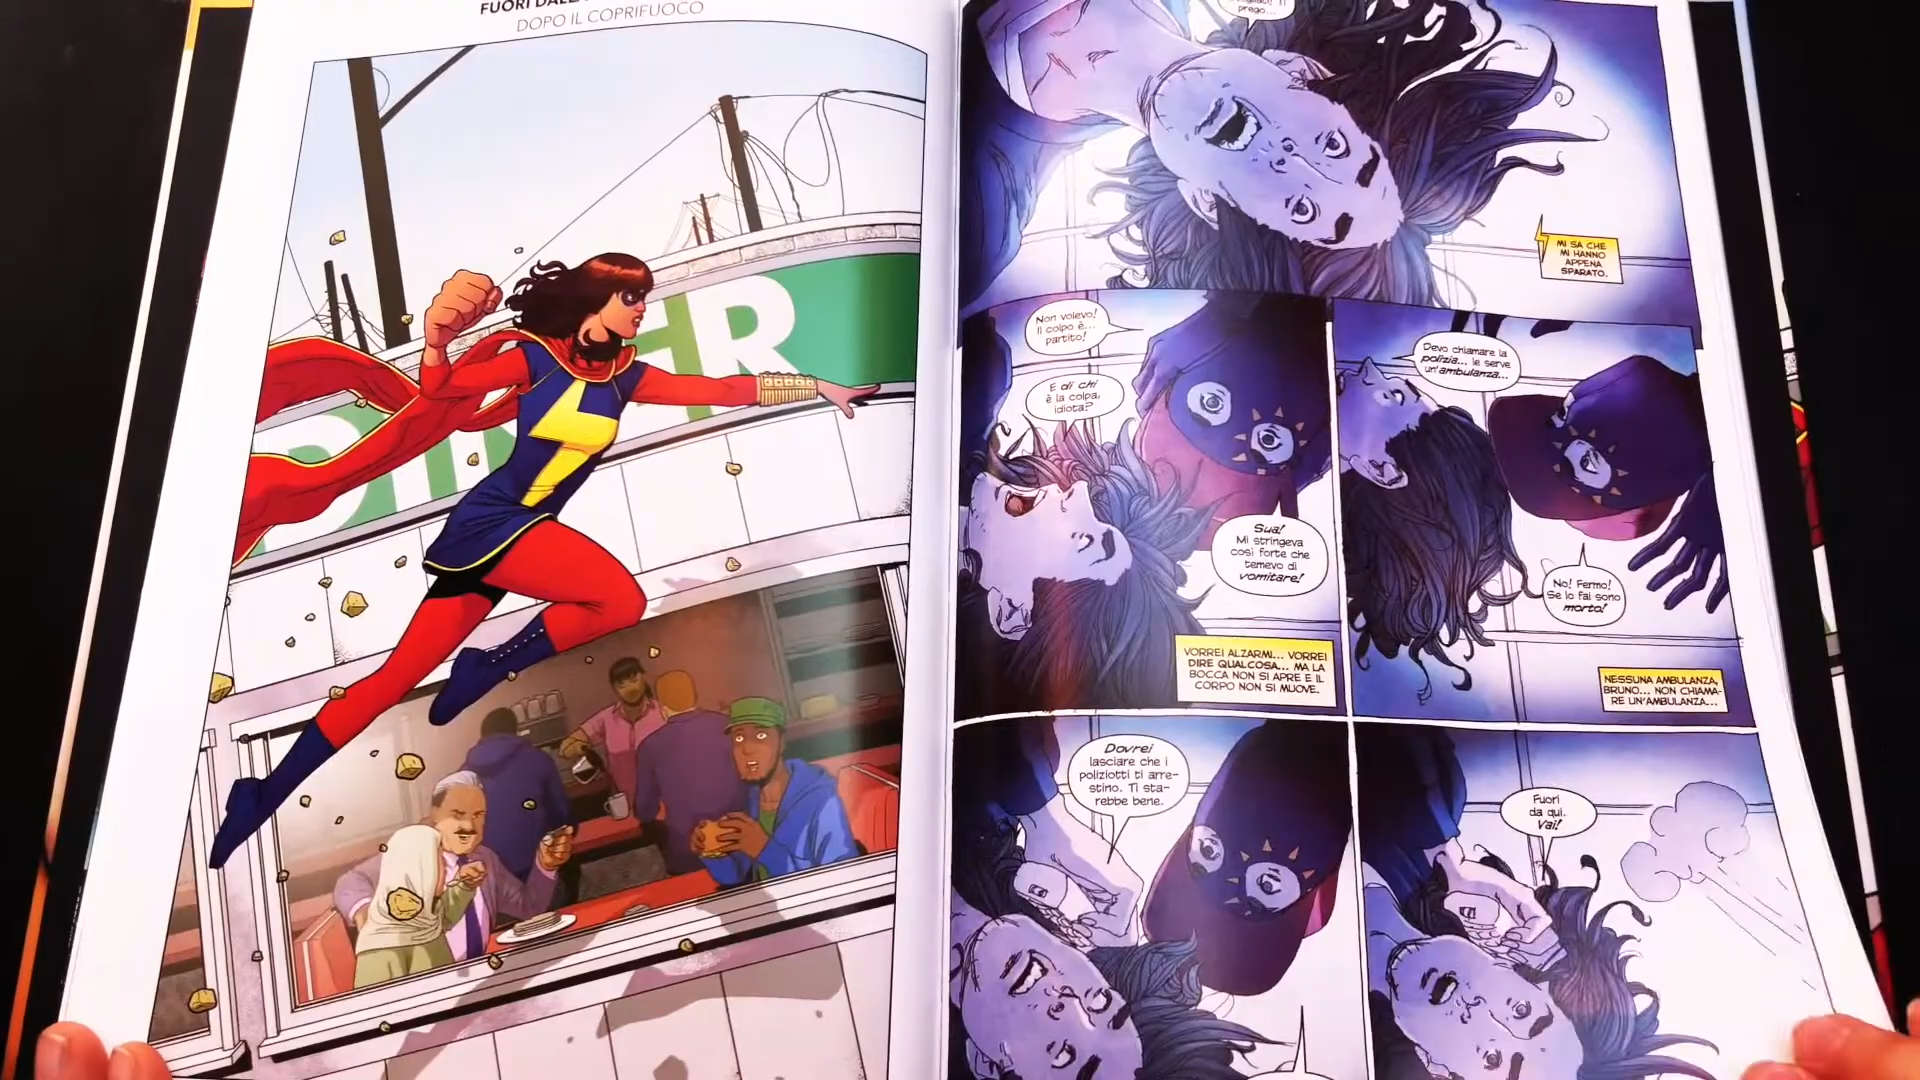 DOPO IL COPRIFUOCO
DINER
prego...
MI SA CHE
MI HANNO
APPENA
SPARATO.
Non volevo!
Il colpo è...
partito!
E di chi
è la colpa,
idiota?
Sua!
Mi stringeva
così forte che
temevo di
vomitare!
VORREI ALZARMI... VORREI
DIRE QUALCOSA... MA LA
BOCCA NON SI APRE E IL
CORPO NON SI MUOVE.
Devo chiamare la
polizia... le serve
un'ambulanza...
No! Fermo!
Se lo fai sono
morto!
NESSUNA AMBULANZA,
BRUNO... NON CHIAMA-
RE UN'AMBULANZA...
Dovrei
lasciare che i
poliziotti ti arre-
stino. Ti sta-
rebbe bene.
Fuori
da qui.
Vai!